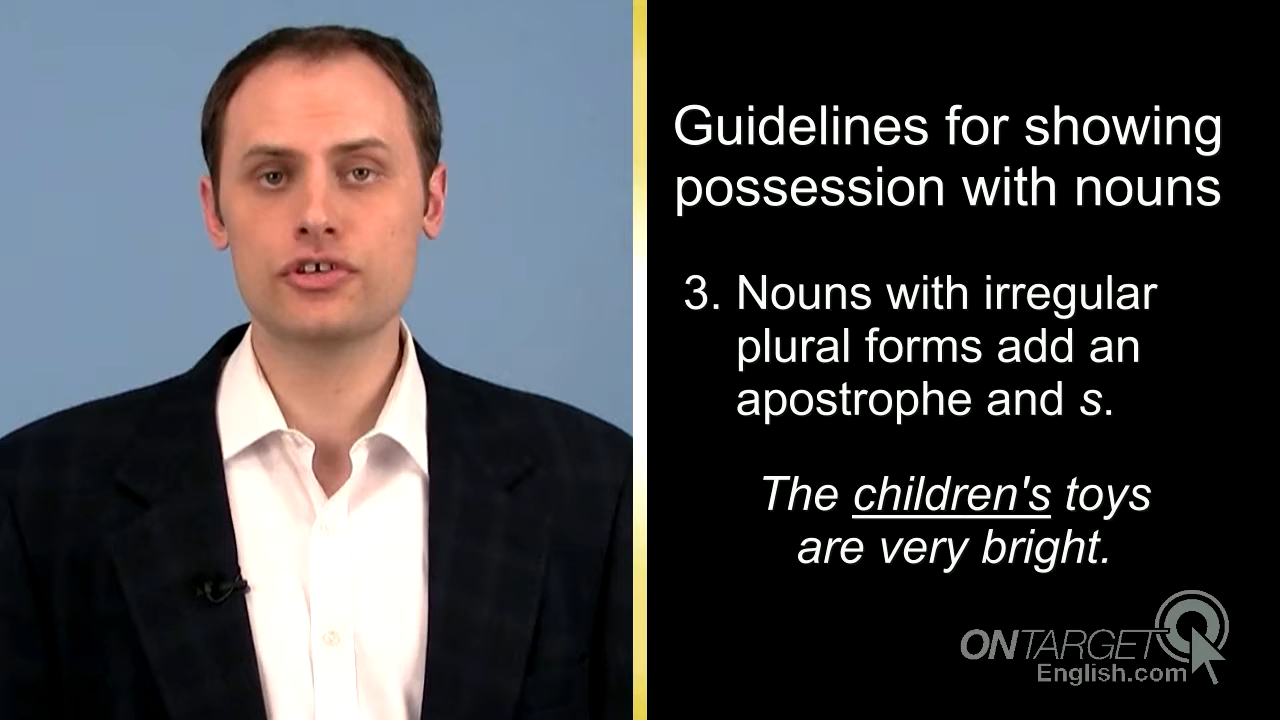 Guidelines for showing
possession with nouns
3. Nouns with irregular
plural forms add an
apostrophe and s.
The children's toys
are very bright.
ONTARGET
English.com